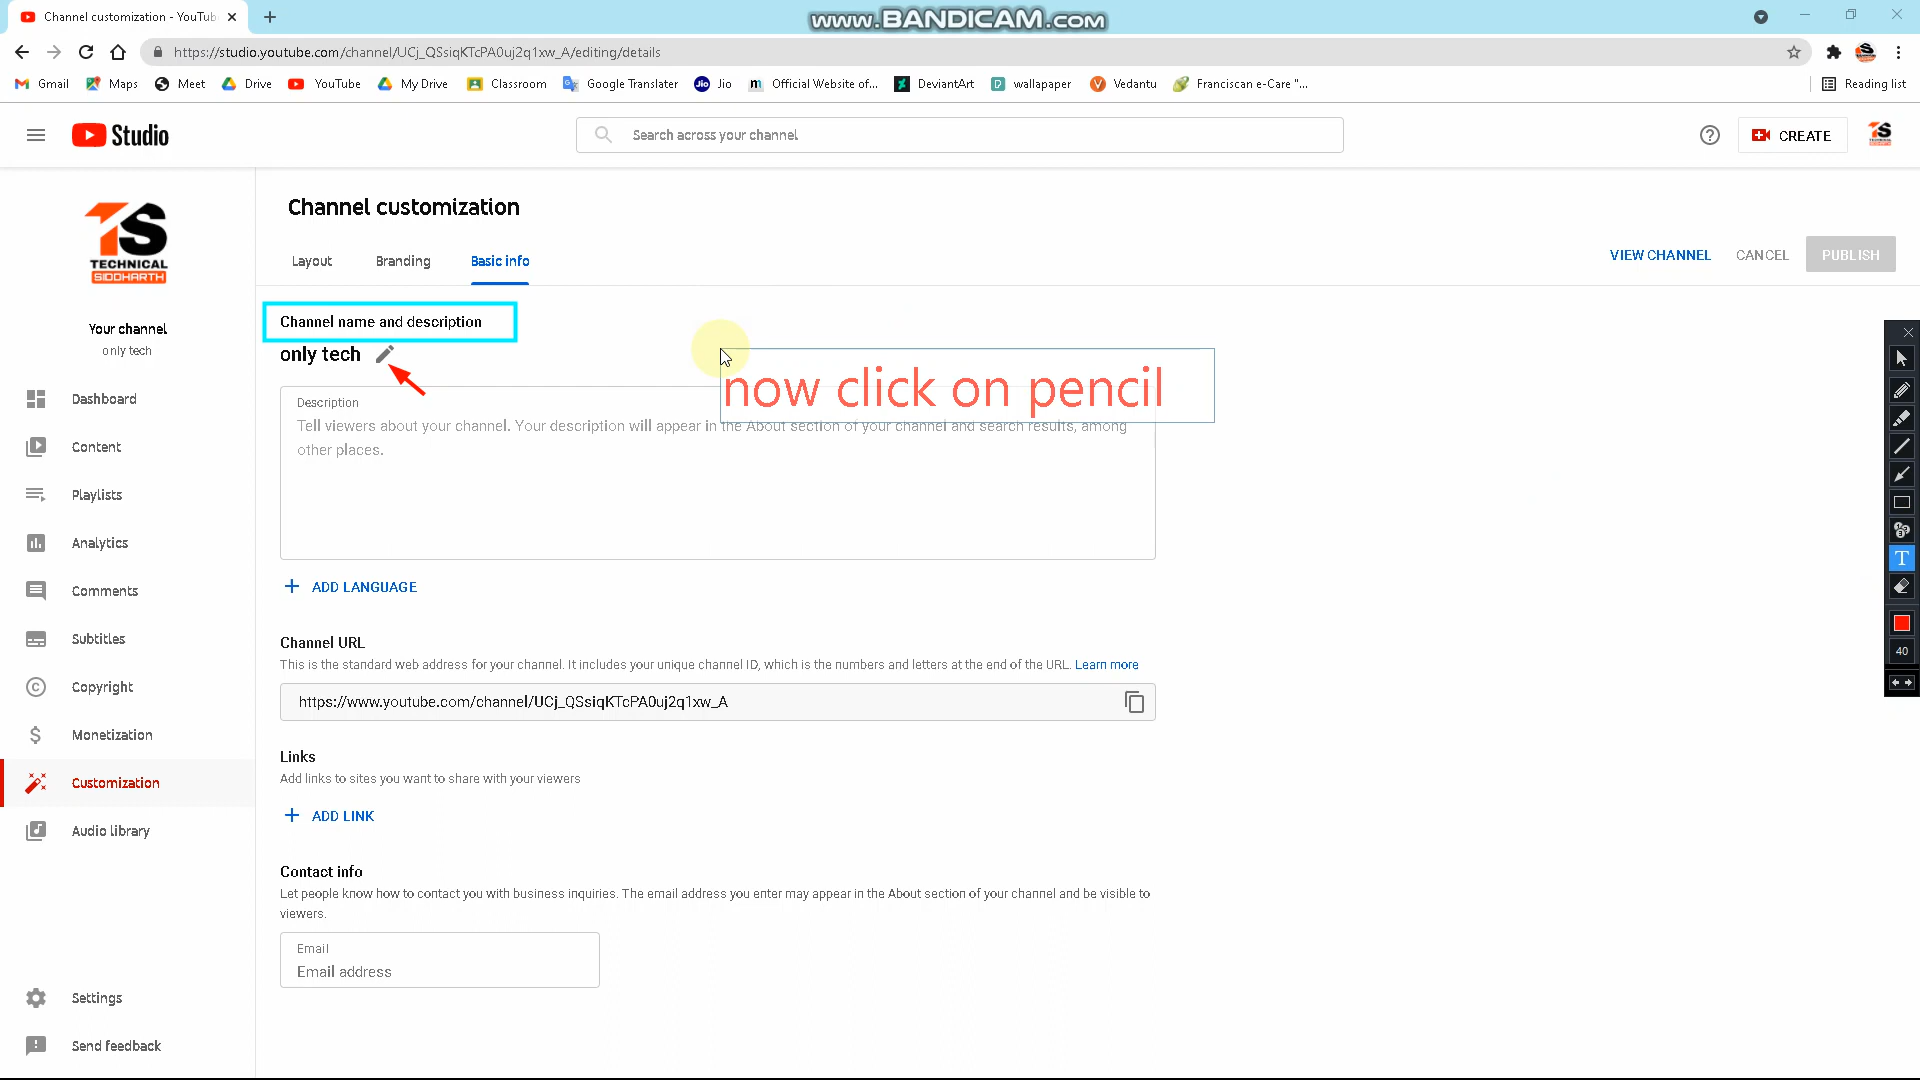 Channel customization - YouTub
www.BANDICAM.com
https://studio.youtube.com/channel/UCj_QSsiqKTcPA0uj2q1xw_A/editing/details
Gmail Maps Meet Drive YouTube My Drive Classroom Google Translater Jio Official Website of... DeviantArt wallapaper Vedantu Franciscan e-Care "... Reading list
Studio
Search across your channel
CREATE
TS
TECHNICAL
SIDDHARTH
Your channel
only tech
Dashboard
Content
Playlists
Analytics
Comments
Subtitles
Copyright
Monetization
Customization
Audio library
Settings
Send feedback
Channel customization
Layout Branding Basic info
VIEW CHANNEL CANCEL PUBLISH
Channel name and description
only tech
now click on pencil
Description
Tell viewers about your channel. Your description will appear in the About section of your channel and search results, among
other places.
ADD LANGUAGE
Channel URL
This is the standard web address for your channel. It includes your unique channel ID, which is the numbers and letters at the end of the URL. Learn more
https://www.youtube.com/channel/UCj_QSsiqKTcPA0uj2q1xw_A
Links
Add links to sites you want to share with your viewers
ADD LINK
Contact info
Let people know how to contact you with business inquiries. The email address you enter may appear in the About section of your channel and be visible to
viewers.
Email
Email address
T
40